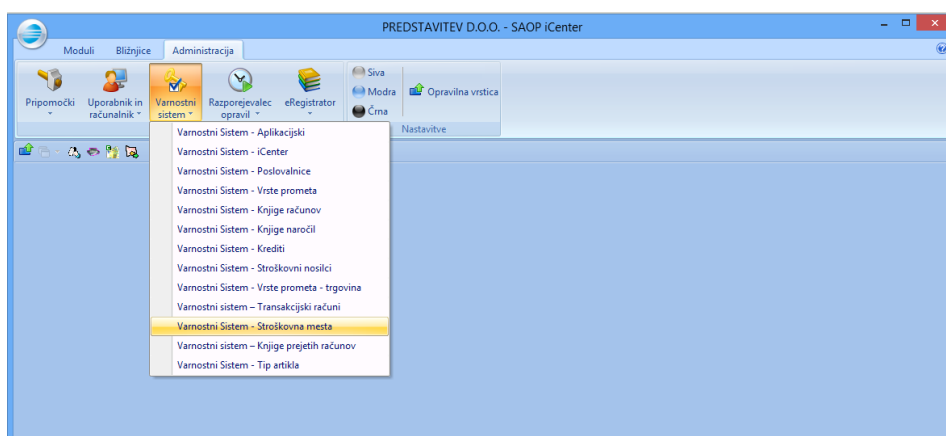 PREDSTAVITEV D.O.O. - SAOP iCenter
Moduli Bližnjice Administracija
Pripomočki
Uporabnik in računalnik
Varnostni sistem
Razporejevalec opravil
eRegistrator
Siva
Modra
Črna
Opravilna vrstica
Nastavitve
Varnostni Sistem - Aplikacijski
Varnostni Sistem - iCenter
Varnostni Sistem - Poslovalnice
Varnostni Sistem - Vrste prometa
Varnostni Sistem - Knjige računov
Varnostni Sistem - Knjige naročil
Varnostni Sistem - Krediti
Varnostni Sistem - Stroškovni nosilci
Varnostni Sistem - Vrste prometa - trgovina
Varnostni sistem – Transakcijski računi
Varnostni Sistem - Stroškovna mesta
Varnostni sistem – Knjige prejetih računov
Varnostni Sistem - Tip artikla